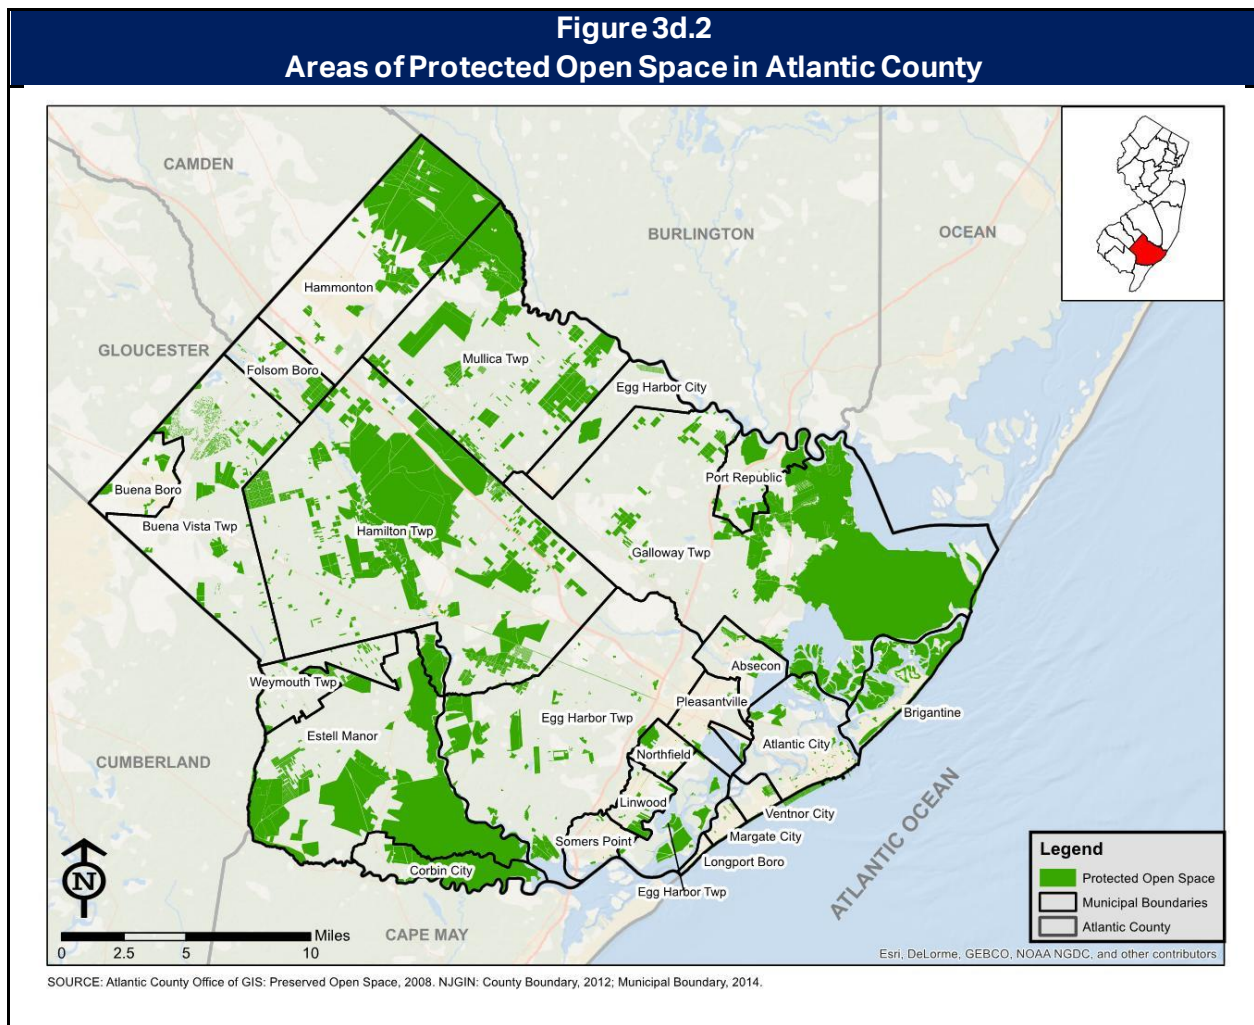 Figure 3d.2
Areas of Protected Open Space in Atlantic County
CAMDEN
BURLINGTON
OCEAN
Hammonton
GLOUCESTER
Folsom Boro
Mullica Twp
Egg Harbor City
Buena Boro
Port Republic
Buena Vista Twp
Hamilton Twp
Galloway Twp
Absecon
Weymouth Twp
Pleasantville
Brigantine
Egg Harbor Twp
Estell Manor
Atlantic City
Northfield
CUMBERLAND
Linwood
Ventnor City
Somers Point
Margate City
Longport Boro
Corbin City
Egg Harbor Twp
ATLANTIC OCEAN
CAPE MAY
N
Miles
0 2.5 5 10
Legend
Protected Open Space
Municipal Boundaries
Atlantic County
Esri, DeLorme, GEBCO, NOAA NGDC, and other contributors
SOURCE: Atlantic County Office of GIS: Preserved Open Space, 2008. NJGIN: County Boundary, 2012; Municipal Boundary, 2014.